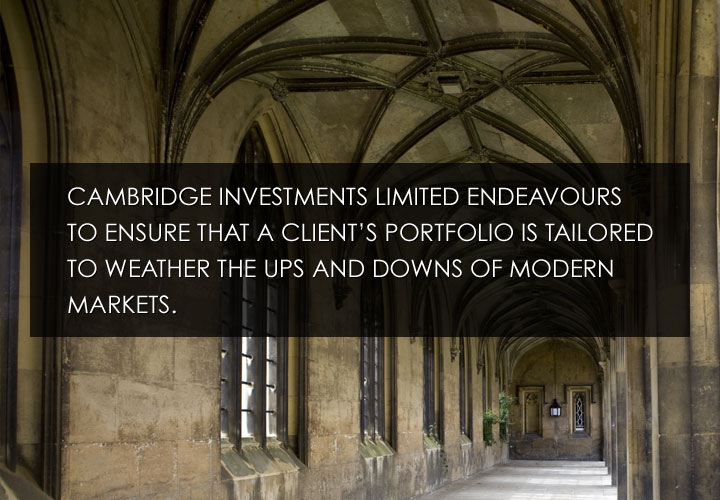 CAMBRIDGE INVESTMENTS LIMITED ENDEAVOURS
TO ENSURE THAT A CLIENT'S PORTFOLIO IS TAILORED
TO WEATHER THE UPS AND DOWNS OF MODERN
MARKETS.